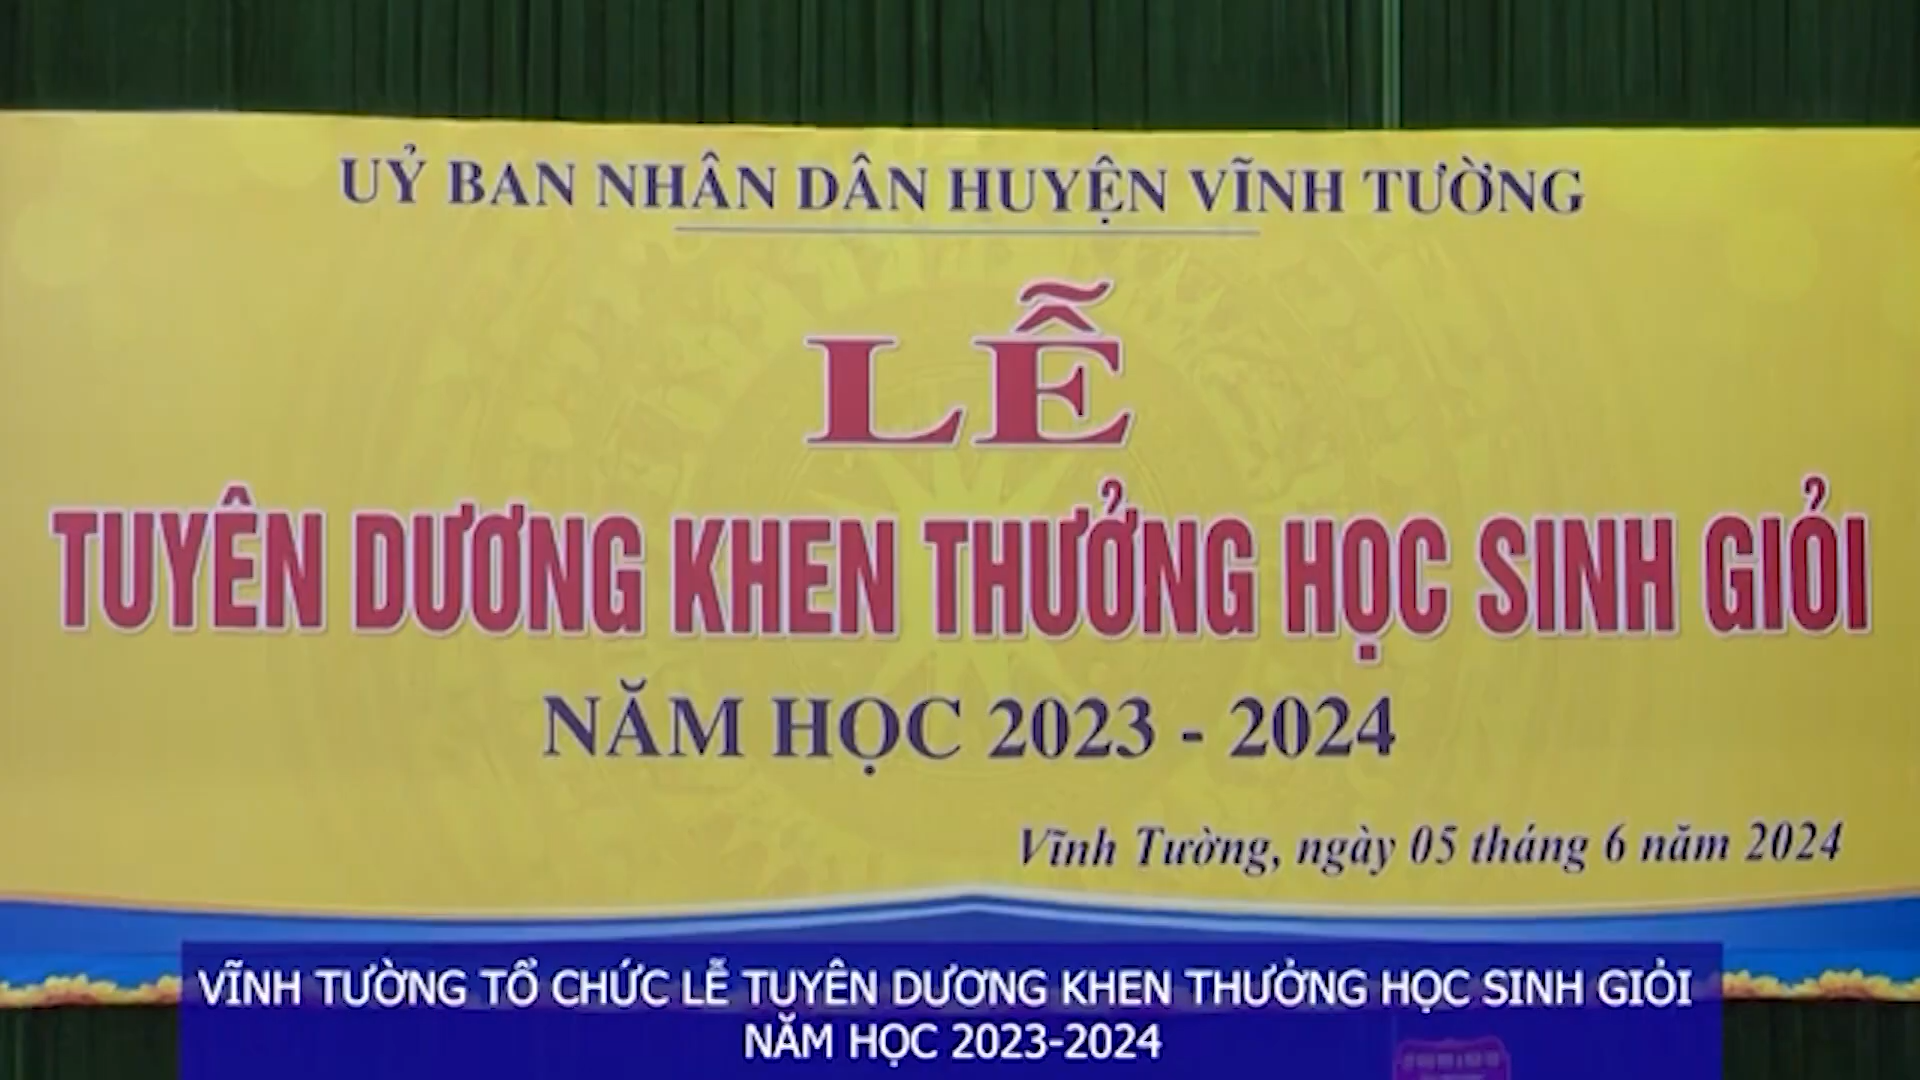 UỶ BAN NHÂN DÂN HUYỆN VĨNH TƯỜNG
LỄ
TUYÊN DƯƠNG KHEN THƯỞNG HỌC SINH GIỎI
NĂM HỌC 2023 - 2024
Vĩnh Tường, ngày 05 tháng 6 năm 2024
VĨNH TƯỜNG TỔ CHỨC LỄ TUYÊN DƯƠNG KHEN THƯỞNG HỌC SINH GIỎI
NĂM HỌC 2023-2024